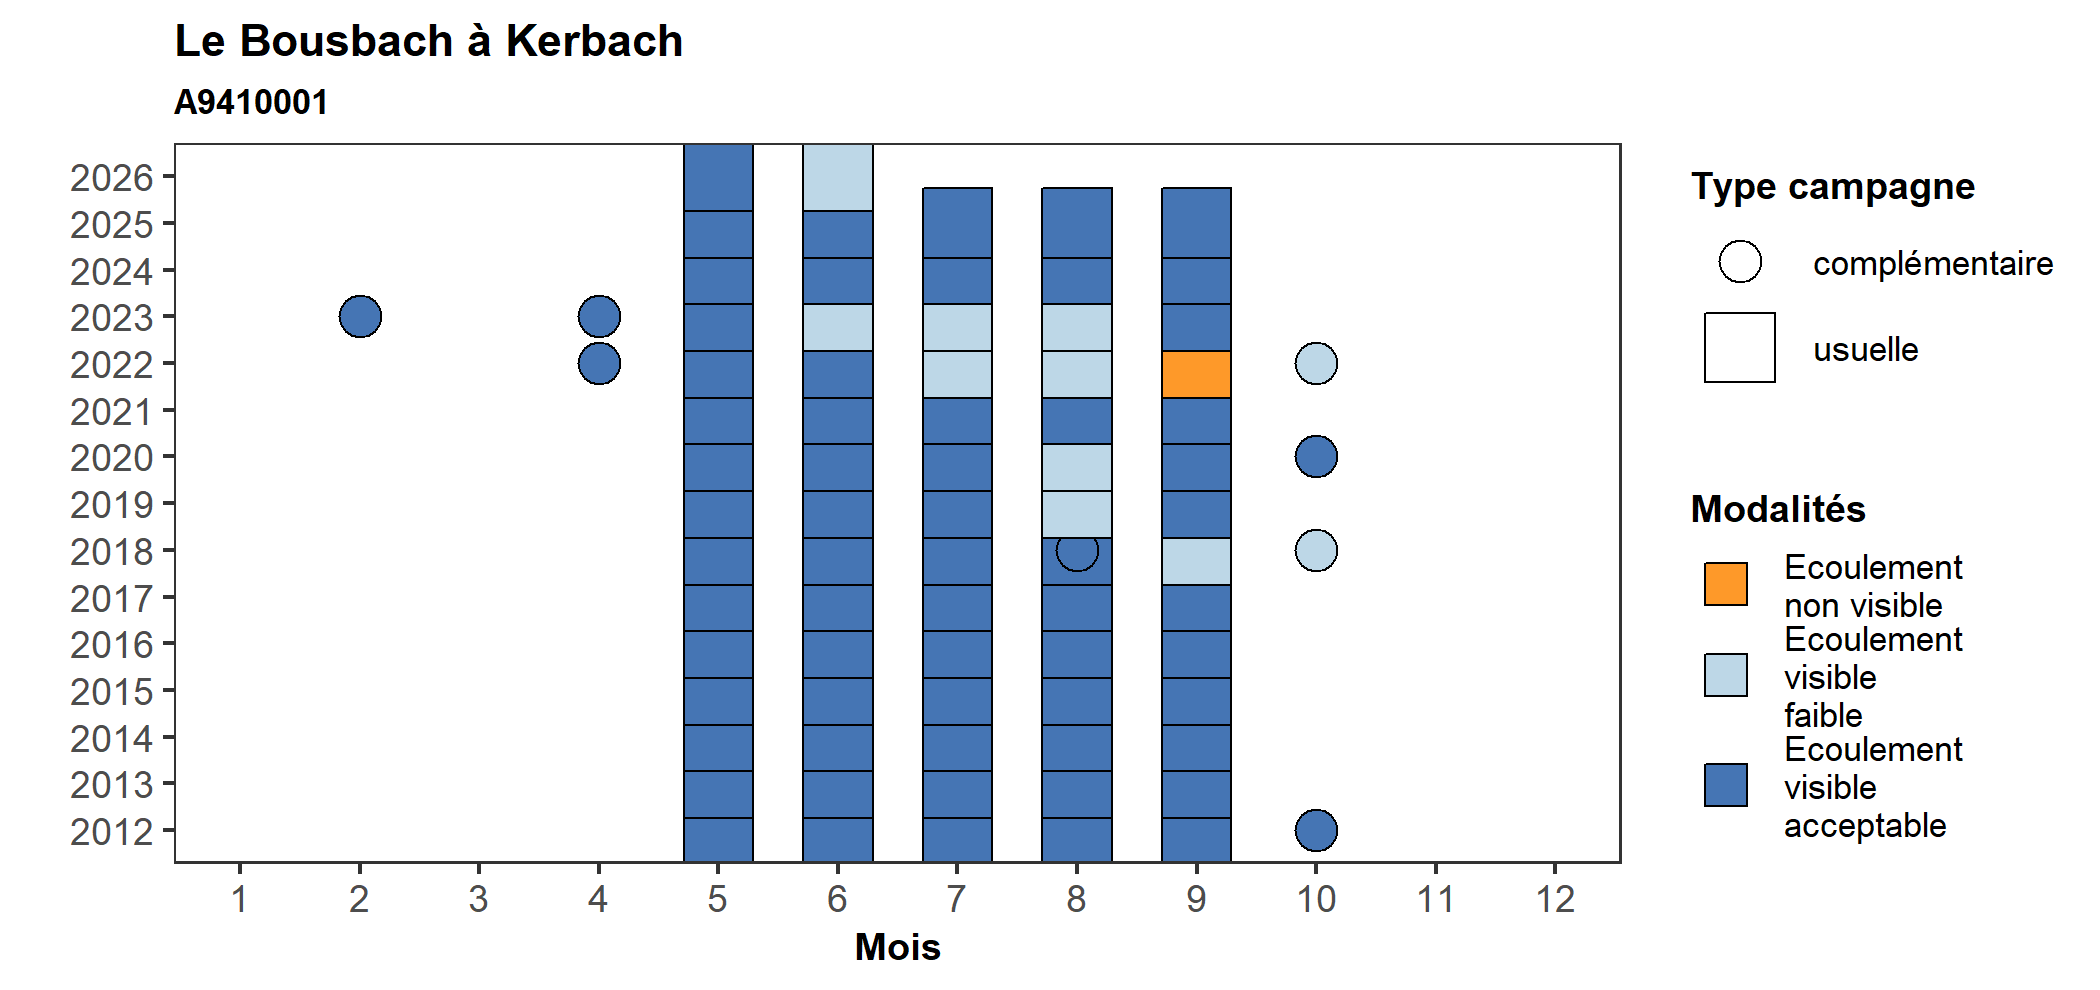 Le Bousbach à Kerbach
A9410001
2026
2025
2024
2023
2022
2021
2020
2019
2018
2017
2016
2015
2014
2013
2012
1 2 3 4 5 6 7 8 9 10 11 12
Mois
Type campagne
complémentaire
usuelle
Modalités
Ecoulement
non visible
Ecoulement
visible
faible
Ecoulement
visible
acceptable